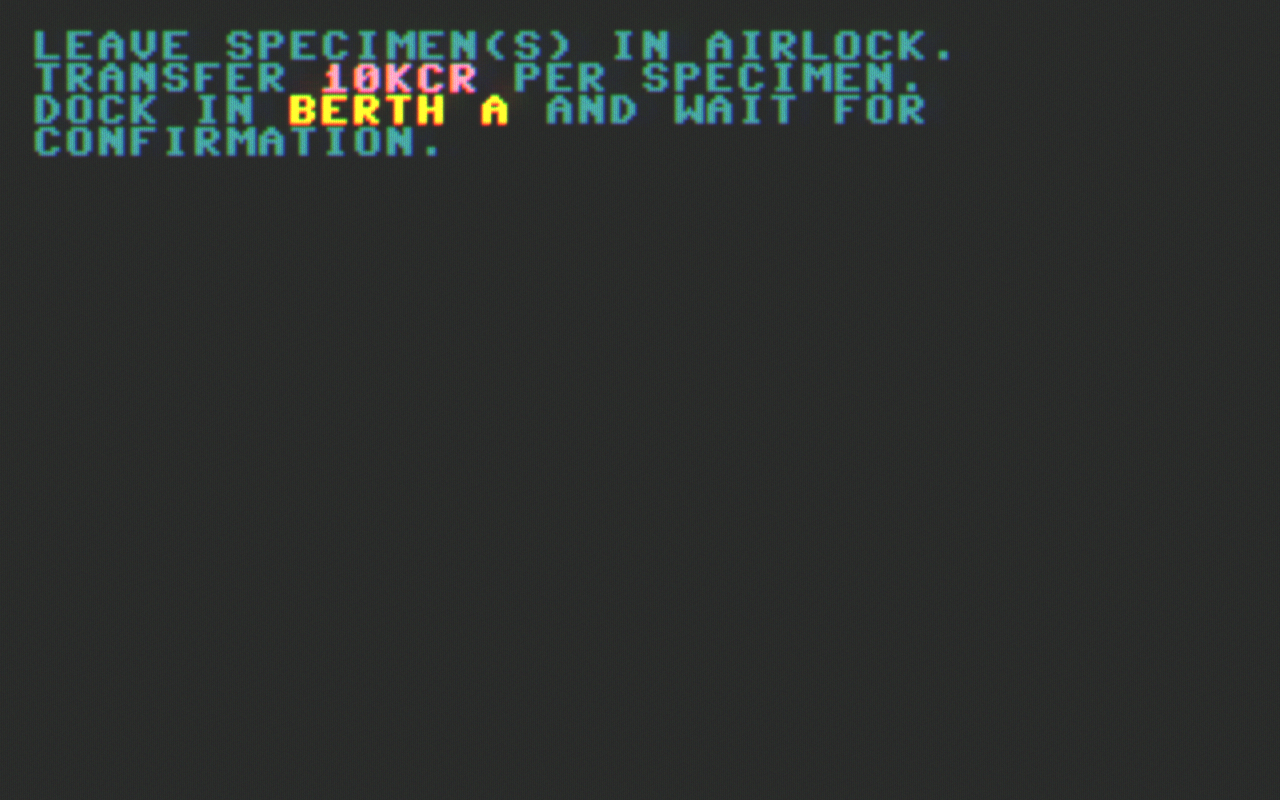 LEAVE SPECIMEN(S) IN AIRLOCK.
TRANSFER 10KCR PER SPECIMEN.
DOCK IN BERTH A AND WAIT FOR
CONFIRMATION.